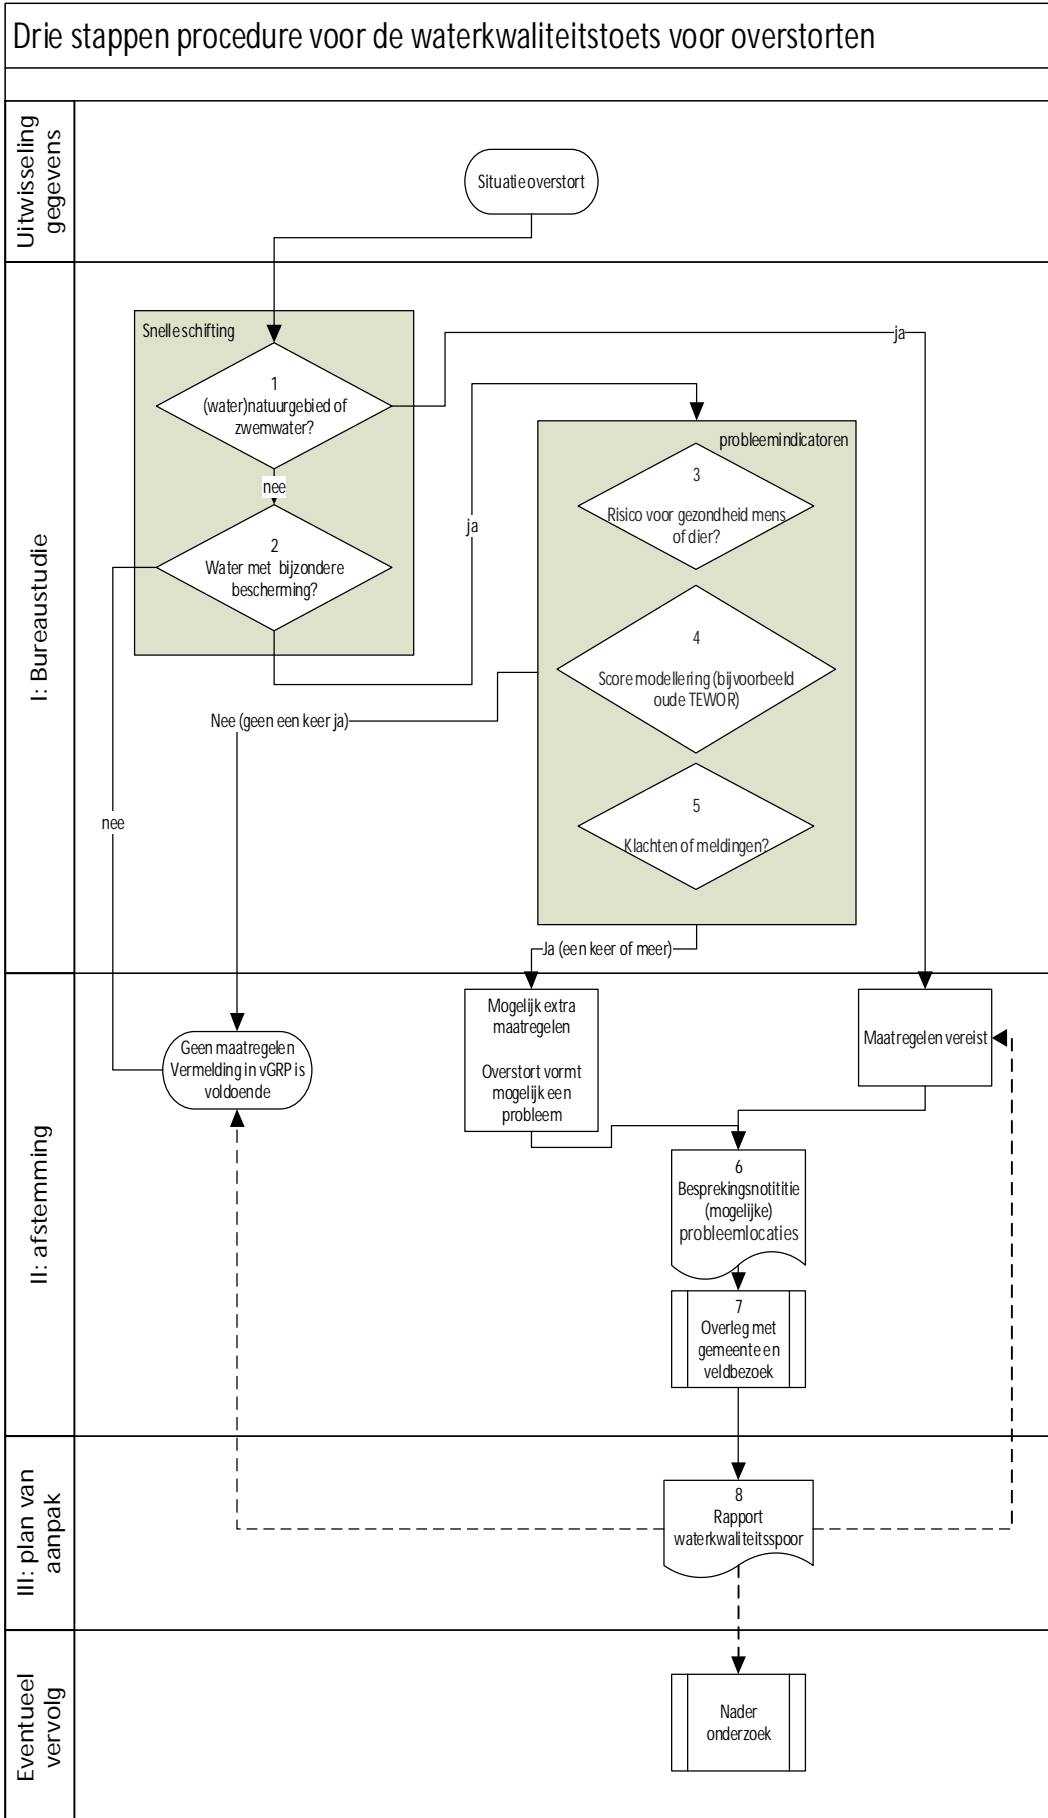 Drie stappen procedure voor de waterkwaliteitstoets voor overstorten
Uitwisseling
gegevens
Situatie overstort
I: Bureaustudie
Snelle schifting
1
(water)natuurgebied of
zwemwater?
nee
2
Water met bijzondere
bescherming?
ja
ja
probleemindicatoren
3
Risico voor gezondheid mens
of dier?
4
Score modellering (bijvoorbeeld
oude TEWOR)
5
Klachten of meldingen?
Nee (geen een keer ja)
nee
Ja (een keer of meer)
II: afstemming
Geen maatregelen
Vermelding in vGRP is
voldoende
Mogelijk extra
maatregelen
Overstort vormt
mogelijk een
probleem
Maatregelen vereist
6
Besprekingsnotititie
(mogelijke)
probleemlocaties
7
Overleg met
gemeente en
veldbezoek
III: plan van
aanpak
8
Rapport
waterkwaliteitsspoor
Eventueel
vervolg
Nader
onderzoek